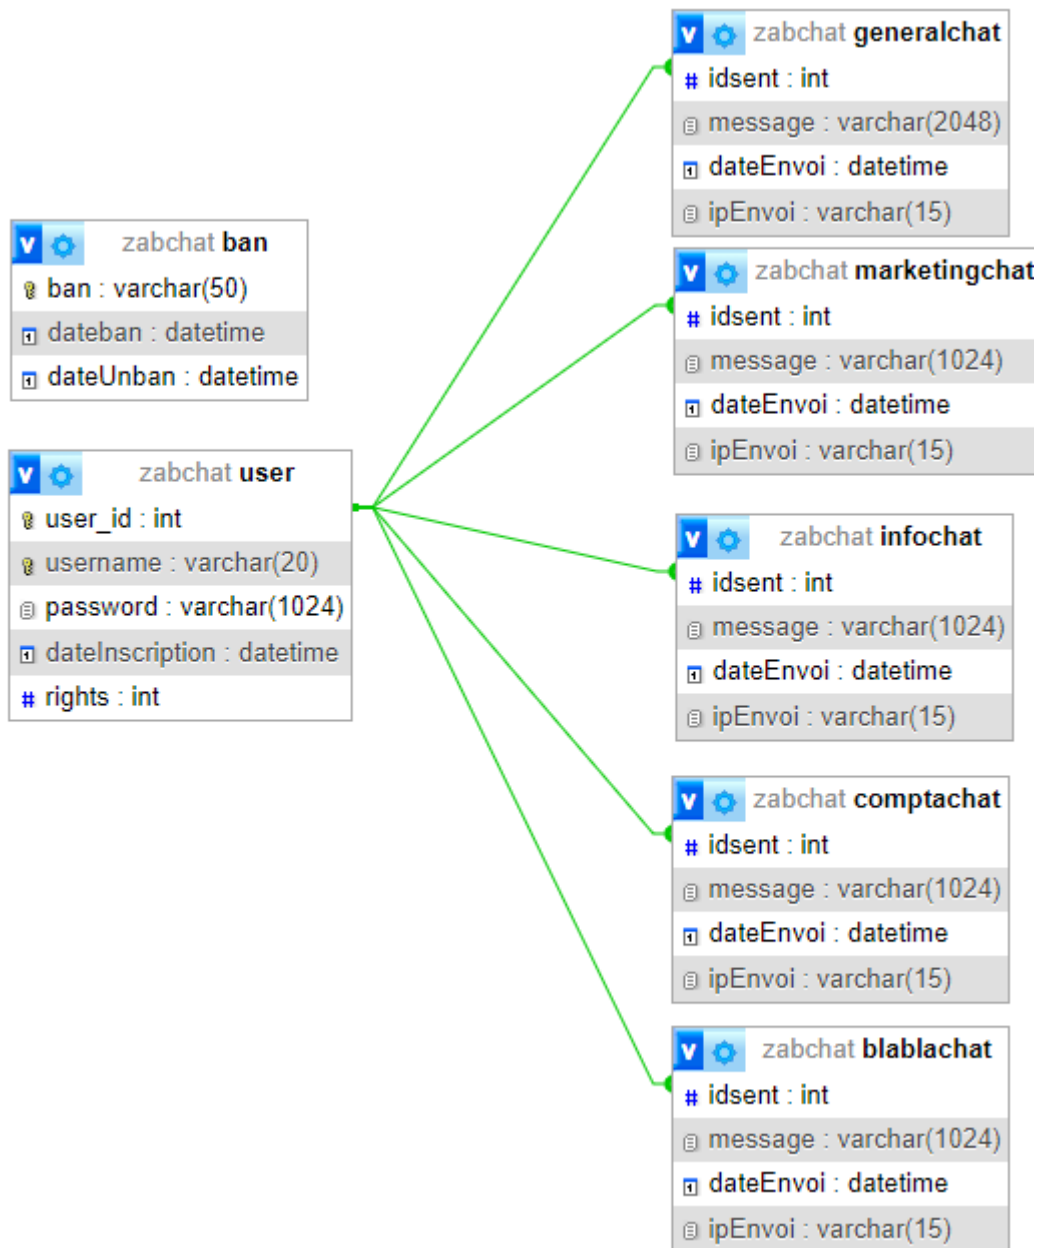 zabchat ban
ban : varchar(50)
dateban : datetime
dateUnban : datetime
zabchat user
user_id : int
username : varchar(20)
password : varchar(1024)
dateInscription : datetime
rights : int
zabchat generalchat
idsent : int
message : varchar(2048)
dateEnvoi : datetime
ipEnvoi : varchar(15)
zabchat marketingchat
idsent : int
message : varchar(1024)
dateEnvoi : datetime
ipEnvoi : varchar(15)
zabchat infochat
idsent : int
message : varchar(1024)
dateEnvoi : datetime
ipEnvoi : varchar(15)
zabchat comptachat
idsent : int
message : varchar(1024)
dateEnvoi : datetime
ipEnvoi : varchar(15)
zabchat blablachat
idsent : int
message : varchar(1024)
dateEnvoi : datetime
ipEnvoi : varchar(15)